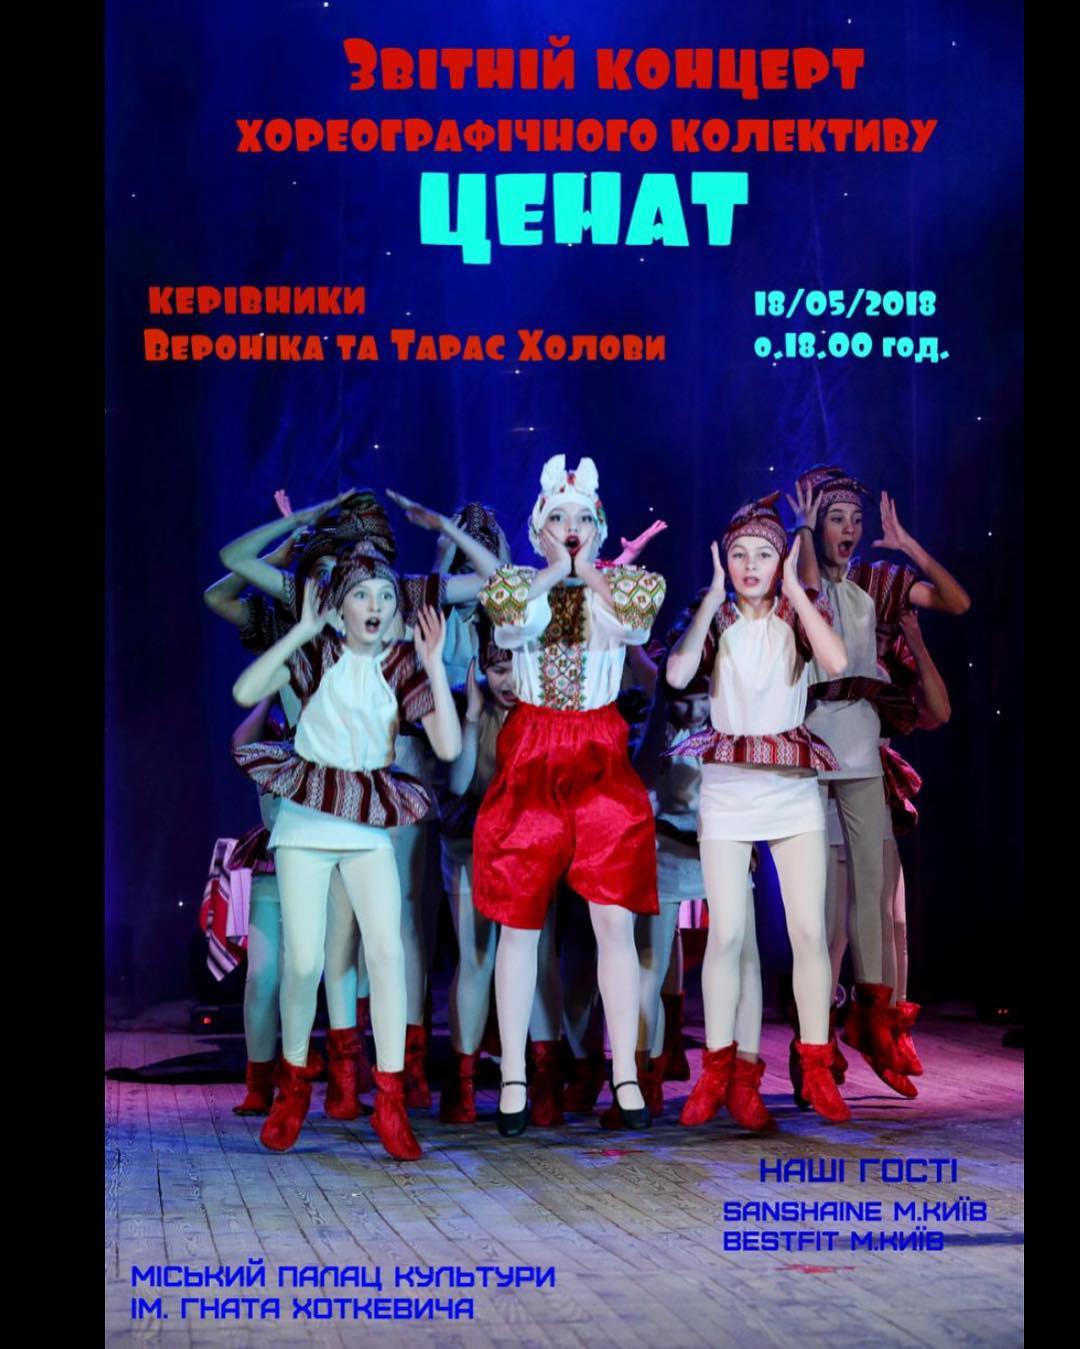 Звітній концерт
хореографічного колективу
ЦЕНАТ
керівники
Вероніка та Тарас Холови
18/05/2018
о.18.00 год.
НАШІ ГОСТІ
SANSHAINE М.КИЇВ
BESTFIT М.КИЇВ
МІСЬКИЙ ПАЛАЦ КУЛЬТУРИ
ІМ. ГНАТА ХОТКЕВИЧА